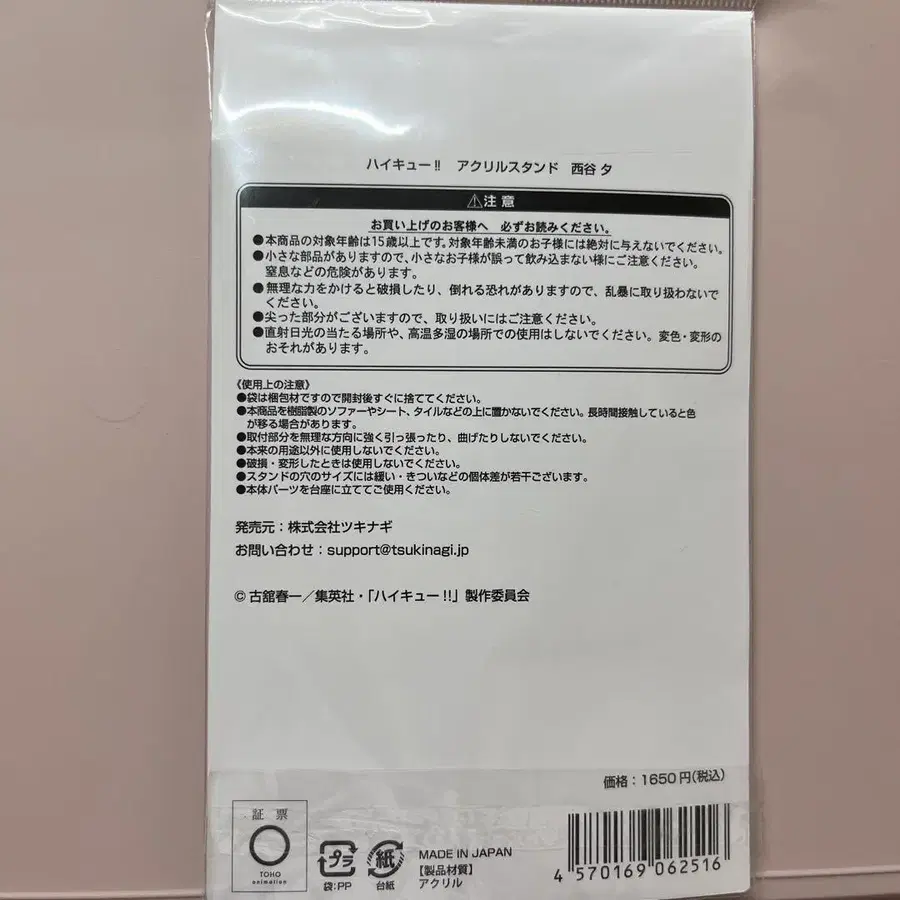 ハイキュー!! アクリルスタンド 西谷 夕
⚠注 意
お買い上げのお客様へ 必ずお読みください。
●本商品の対象年齢は15歳以上です。対象年齢未満のお子様には絶対に与えないでください。
●小さな部品がありますので、小さなお子様が誤って飲み込まない様にご注意ください。
窒息などの危険があります。
●無理な力をかけると破損したり、倒れる恐れがありますので、乱暴に取り扱わないで
ください。
●尖った部分がございますので、取り扱いにはご注意ください。
●直射日光の当たる場所や、高温多湿の場所での使用はしないでください。変色・変形の
おそれがあります。
《使用上の注意》
●袋は梱包材ですので開封後すぐに捨ててください。
●本商品を樹脂製のソファーやシート、タイルなどの上に置かないでください。長時間接触していると色
が移る場合があります。
●取付部分を無理な方向に強く引っ張ったり、曲げたりしないでください。
●本来の用途以外に使用しないでください。
●破損・変形したときは使用しないでください。
●スタンドの穴のサイズには緩い・きついなどの個体差が若干ございます。
●本体パーツを台座に立ててご使用ください。
発売元:株式会社ツキナギ
お問い合わせ:support@tsukinagi.jp
© 古舘春一／集英社・「ハイキュー!!」製作委員会
価格:1650円(税込)
証 票
TOHO
animation
プラ
袋:PP
紙
台紙
MADE IN JAPAN
【製品材質】
アクリル
4 570169 062516